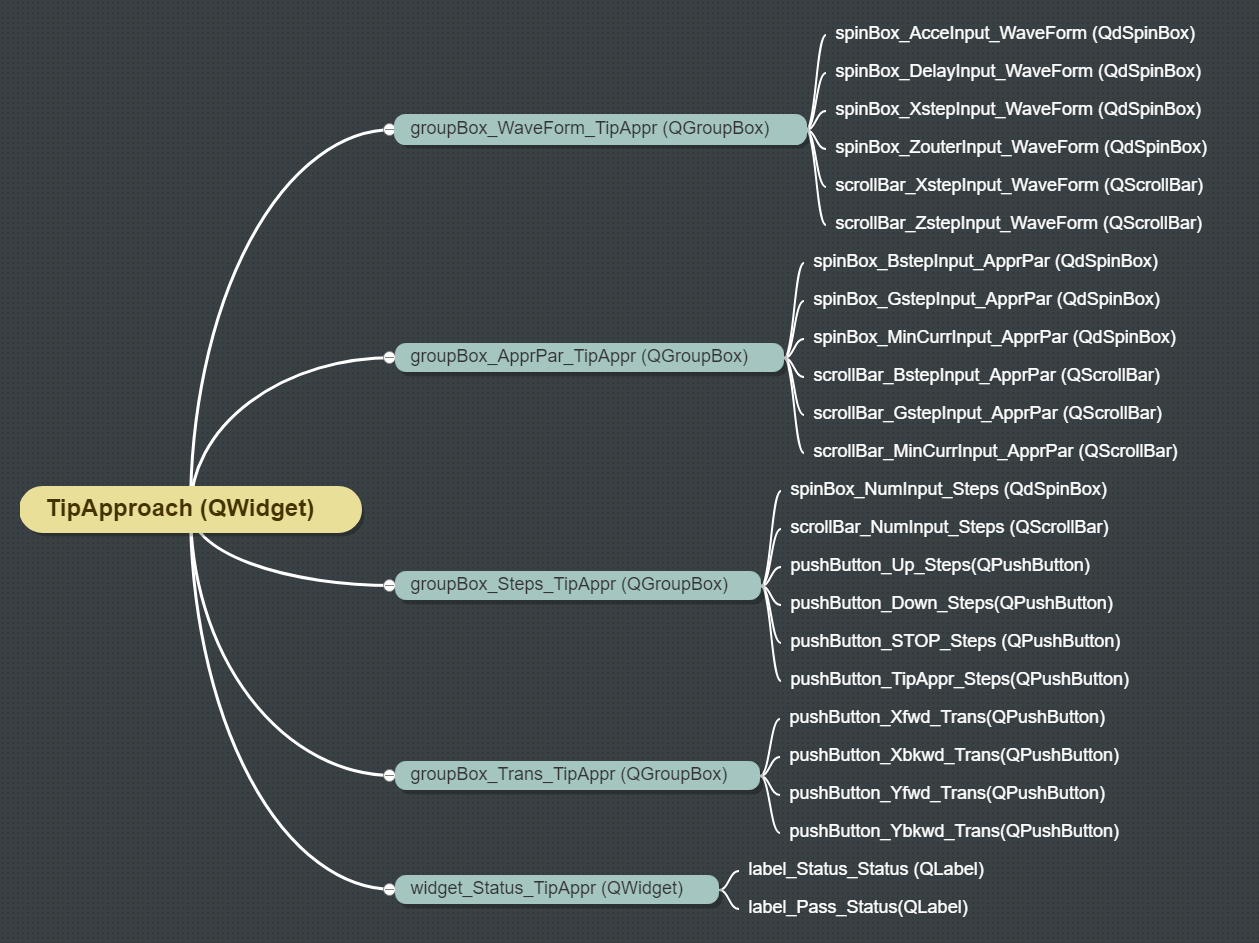 TipApproach (QWidget)
groupBox_WaveForm_TipAppr (QGroupBox)
spinBox_AcceInput_WaveForm (QdSpinBox)
spinBox_DelayInput_WaveForm (QdSpinBox)
spinBox_XstepInput_WaveForm (QdSpinBox)
spinBox_ZouterInput_WaveForm (QdSpinBox)
scrollBar_XstepInput_WaveForm (QScrollBar)
scrollBar_ZstepInput_WaveForm (QScrollBar)
groupBox_ApprPar_TipAppr (QGroupBox)
spinBox_BstepInput_ApprPar (QdSpinBox)
spinBox_GstepInput_ApprPar (QdSpinBox)
spinBox_MinCurrInput_ApprPar (QdSpinBox)
scrollBar_BstepInput_ApprPar (QScrollBar)
scrollBar_GstepInput_ApprPar (QScrollBar)
scrollBar_MinCurrInput_ApprPar (QScrollBar)
groupBox_Steps_TipAppr (QGroupBox)
spinBox_NumInput_Steps (QdSpinBox)
scrollBar_NumInput_Steps (QScrollBar)
pushButton_Up_Steps(QPushButton)
pushButton_Down_Steps(QPushButton)
pushButton_STOP_Steps (QPushButton)
pushButton_TipAppr_Steps(QPushButton)
groupBox_Trans_TipAppr (QGroupBox)
pushButton_Xfwd_Trans(QPushButton)
pushButton_Xbkwd_Trans(QPushButton)
pushButton_Yfwd_Trans(QPushButton)
pushButton_Ybkwd_Trans(QPushButton)
widget_Status_TipAppr (QWidget)
label_Status_Status (QLabel)
label_Pass_Status(QLabel)